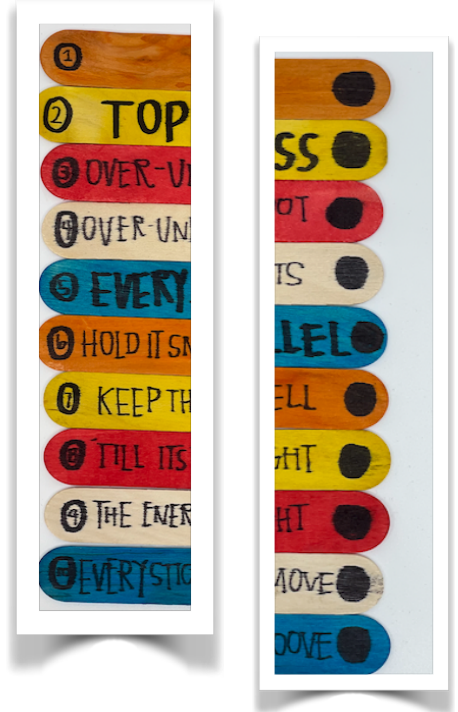 1
2 TOP
3 OVER-U
4 OVER-UN
5 EVERY
6 HOLD IT SN
7 KEEP TH
8 'TILL ITS
9 THE ENER
10 EVERYSTIC
SS
OT
TS
LLEL
ELL
GHT
HT
MOVE
OOVE